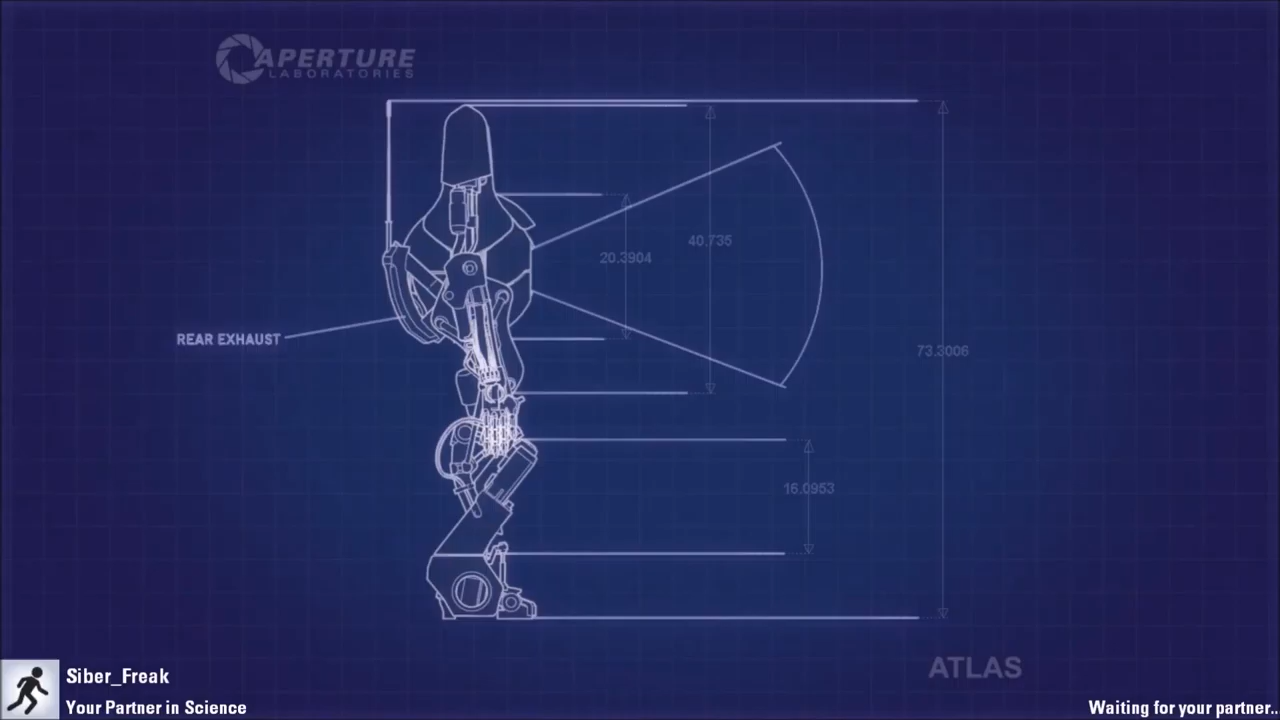 APERTURE
LABORATORIES
40.735
20.3904
REAR EXHAUST
73.3006
16.0953
ATLAS
Siber_Freak
Your Partner in Science
Waiting for your partner..